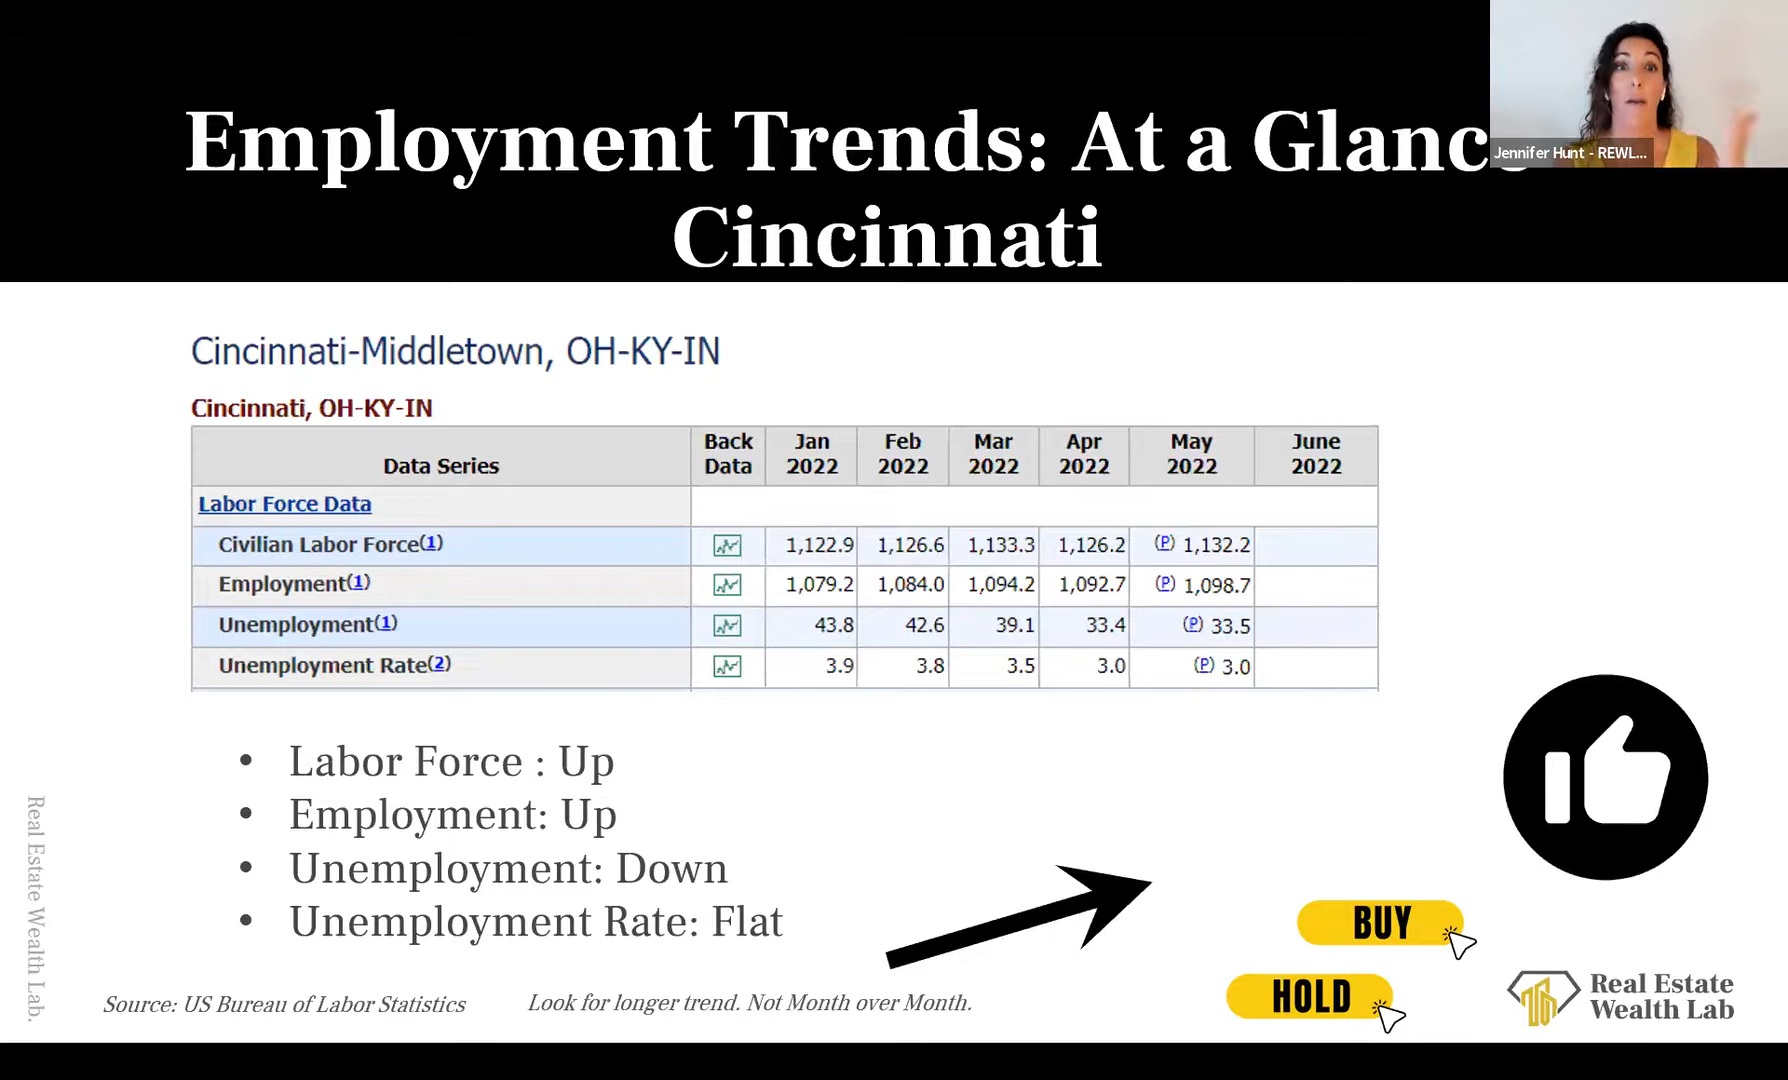 Employment Trends: At a Glanc
Cincinnati
Jennifer Hunt - REWL...
Cincinnati-Middletown, OH-KY-IN
Cincinnati, OH-KY-IN
Data Series Back Data Jan 2022 Feb 2022 Mar 2022 Apr 2022 May 2022 June 2022
Labor Force Data
Civilian Labor Force(1) 1,122.9 1,126.6 1,133.3 1,126.2 (P) 1,132.2
Employment(1) 1,079.2 1,084.0 1,094.2 1,092.7 (P) 1,098.7
Unemployment(1) 43.8 42.6 39.1 33.4 (P) 33.5
Unemployment Rate(2) 3.9 3.8 3.5 3.0 (P) 3.0
• Labor Force : Up
• Employment: Up
• Unemployment: Down
• Unemployment Rate: Flat
BUY
HOLD
Source: US Bureau of Labor Statistics
Look for longer trend. Not Month over Month.
Real Estate
Wealth Lab
Real Estate Wealth Lab.